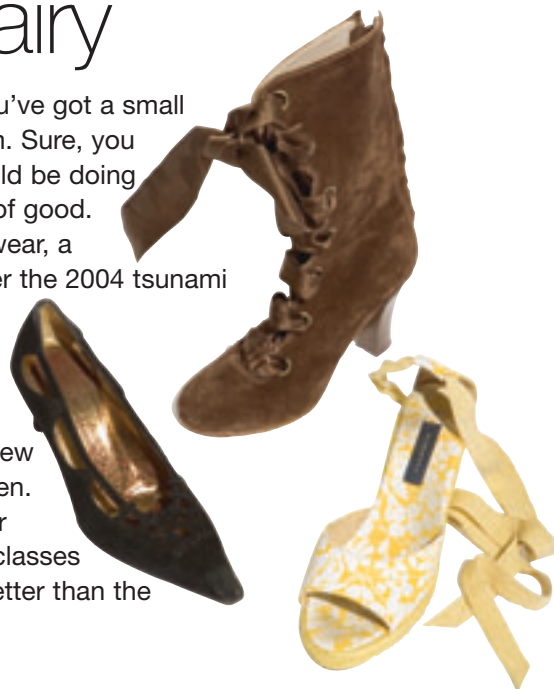 airy
u’ve got a small
n. Sure, you
ld be doing
of good.
wear, a
er the 2004 tsunami
ew
en.
r
classes
etter than the